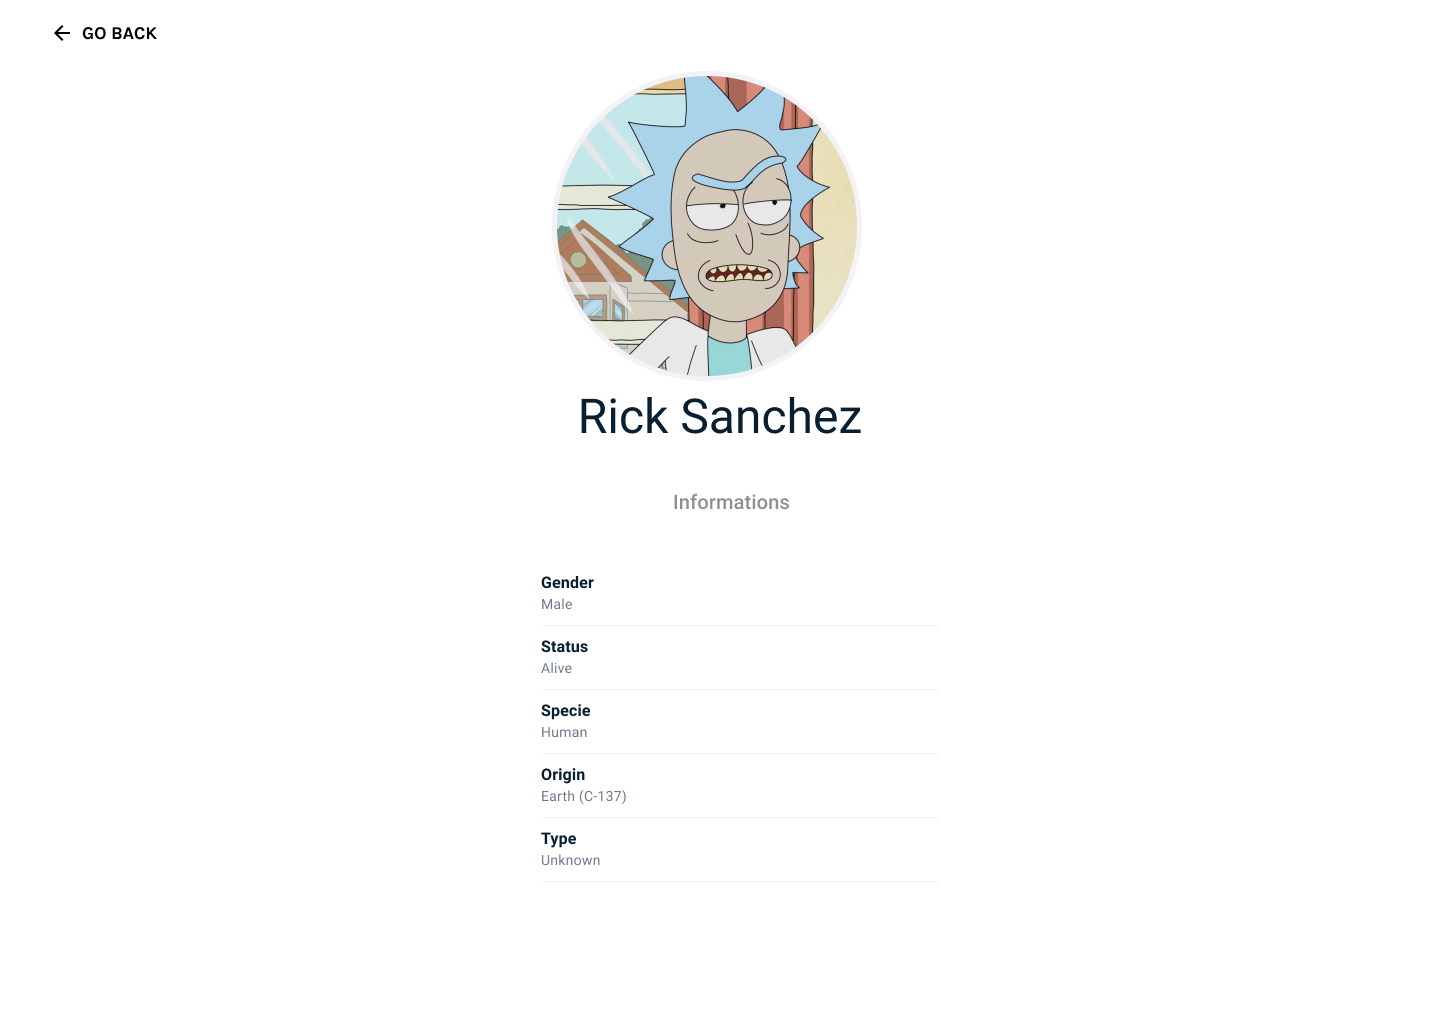 GO BACK
Rick Sanchez
Informations
Gender
Male
Status
Alive
Specie
Human
Origin
Earth (C-137)
Type
Unknown